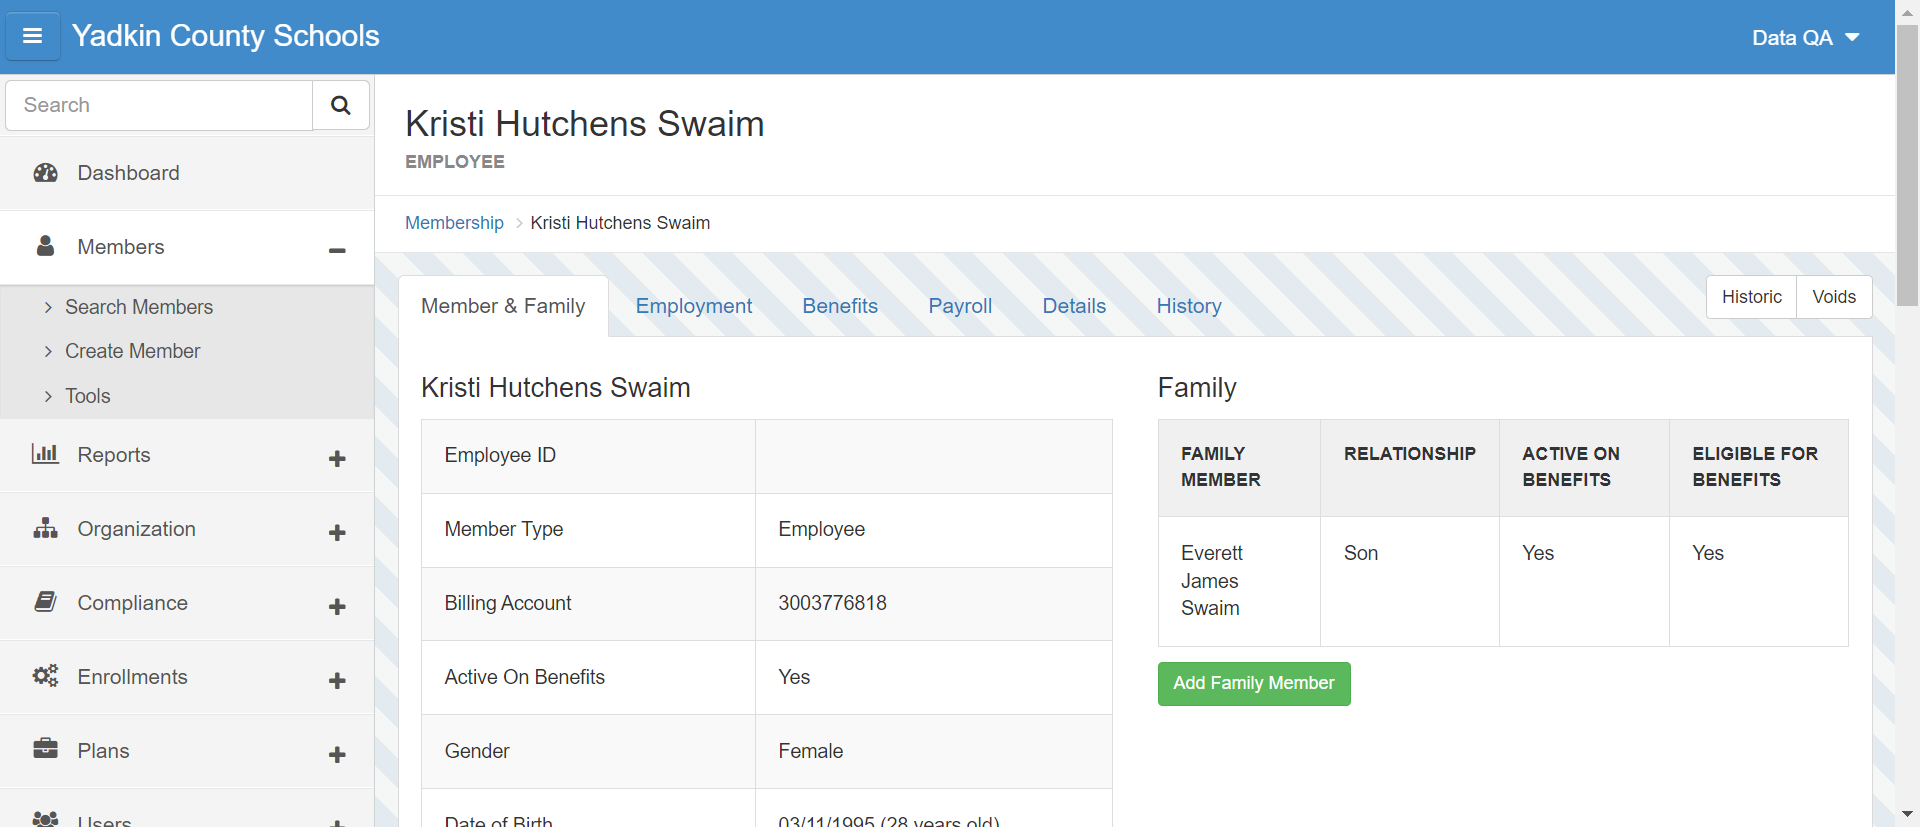 Yadkin County Schools
Data QA
Search
Dashboard
Members
Search Members
Create Member
Tools
Reports
Organization
Compliance
Enrollments
Plans
Users
Kristi Hutchens Swaim
EMPLOYEE
Membership > Kristi Hutchens Swaim
Member & Family
Employment
Benefits
Payroll
Details
History
Historic
Voids
Kristi Hutchens Swaim
Employee ID
Member Type Employee
Billing Account 3003776818
Active On Benefits Yes
Gender Female
Date of Birth 03/11/1995 (28 years old)
Family
FAMILY MEMBER RELATIONSHIP ACTIVE ON BENEFITS ELIGIBLE FOR BENEFITS
Everett James Swaim Son Yes Yes
Add Family Member